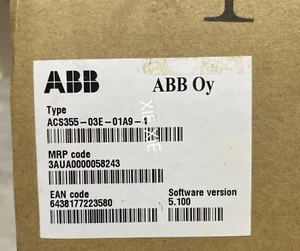 ABB ABB Oy
Type
ACS355-03E-01A9-4
MRP code
3AUA0000058243
EAN code Software version
6438177223580 5.100